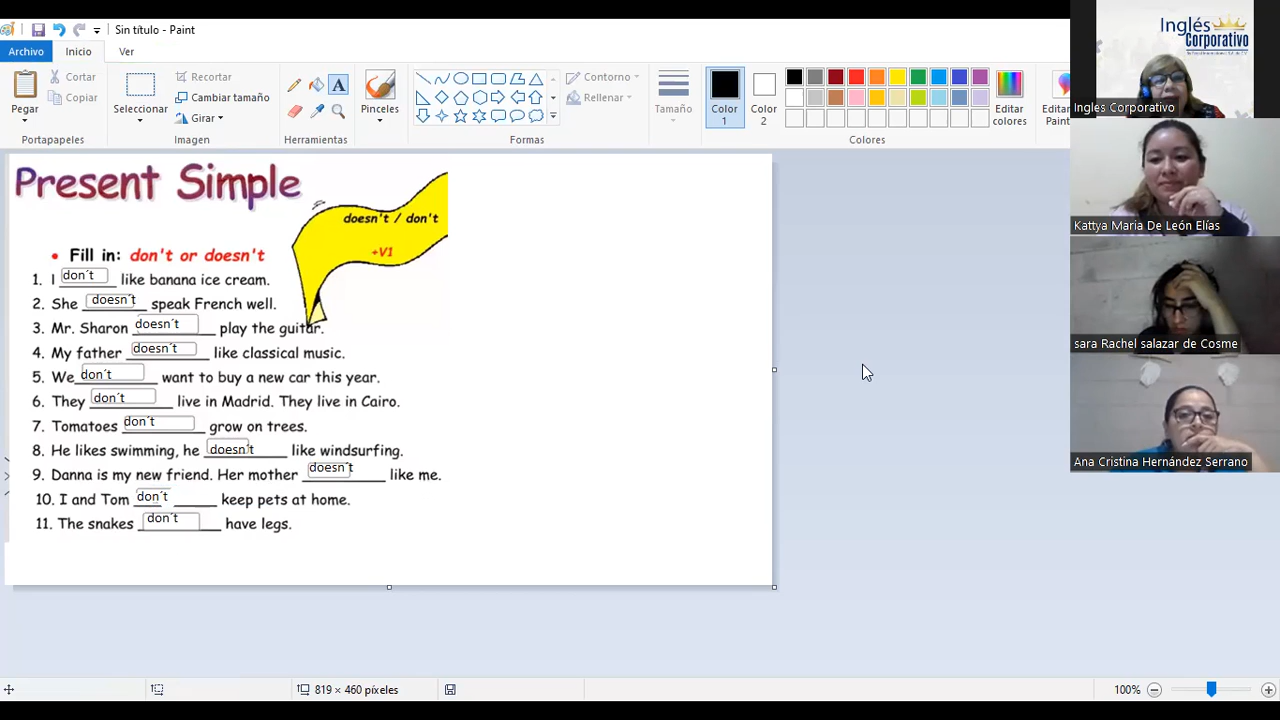 Sin título - Paint
Archivo Inicio Ver
Pegar
Cortar
Copiar
Portapapeles
Seleccionar
Recortar
Cambiar tamaño
Girar
Imagen
Herramientas
Pinceles
Contorno
Rellenar
Formas
Tamaño
Color
1
Color
2
Editar
colores
Colores
Editar
Paint
Present Simple
doesn't / don't
+V1
• Fill in: don't or doesn't
1. I don´t like banana ice cream.
2. She doesn´t speak French well.
3. Mr. Sharon doesn´t play the guitar.
4. My father doesn´t like classical music.
5. We don´t want to buy a new car this year.
6. They don´t live in Madrid. They live in Cairo.
7. Tomatoes don´t grow on trees.
8. He likes swimming, he doesn´t like windsurfing.
9. Danna is my new friend. Her mother doesn´t like me.
10. I and Tom don´t keep pets at home.
11. The snakes don´t have legs.
819 × 460 píxeles
100%
Inglés
Corporativo
Ingles Corporativo
Kattya Maria De León Elías
sara Rachel salazar de Cosme
Ana Cristina Hernández Serrano